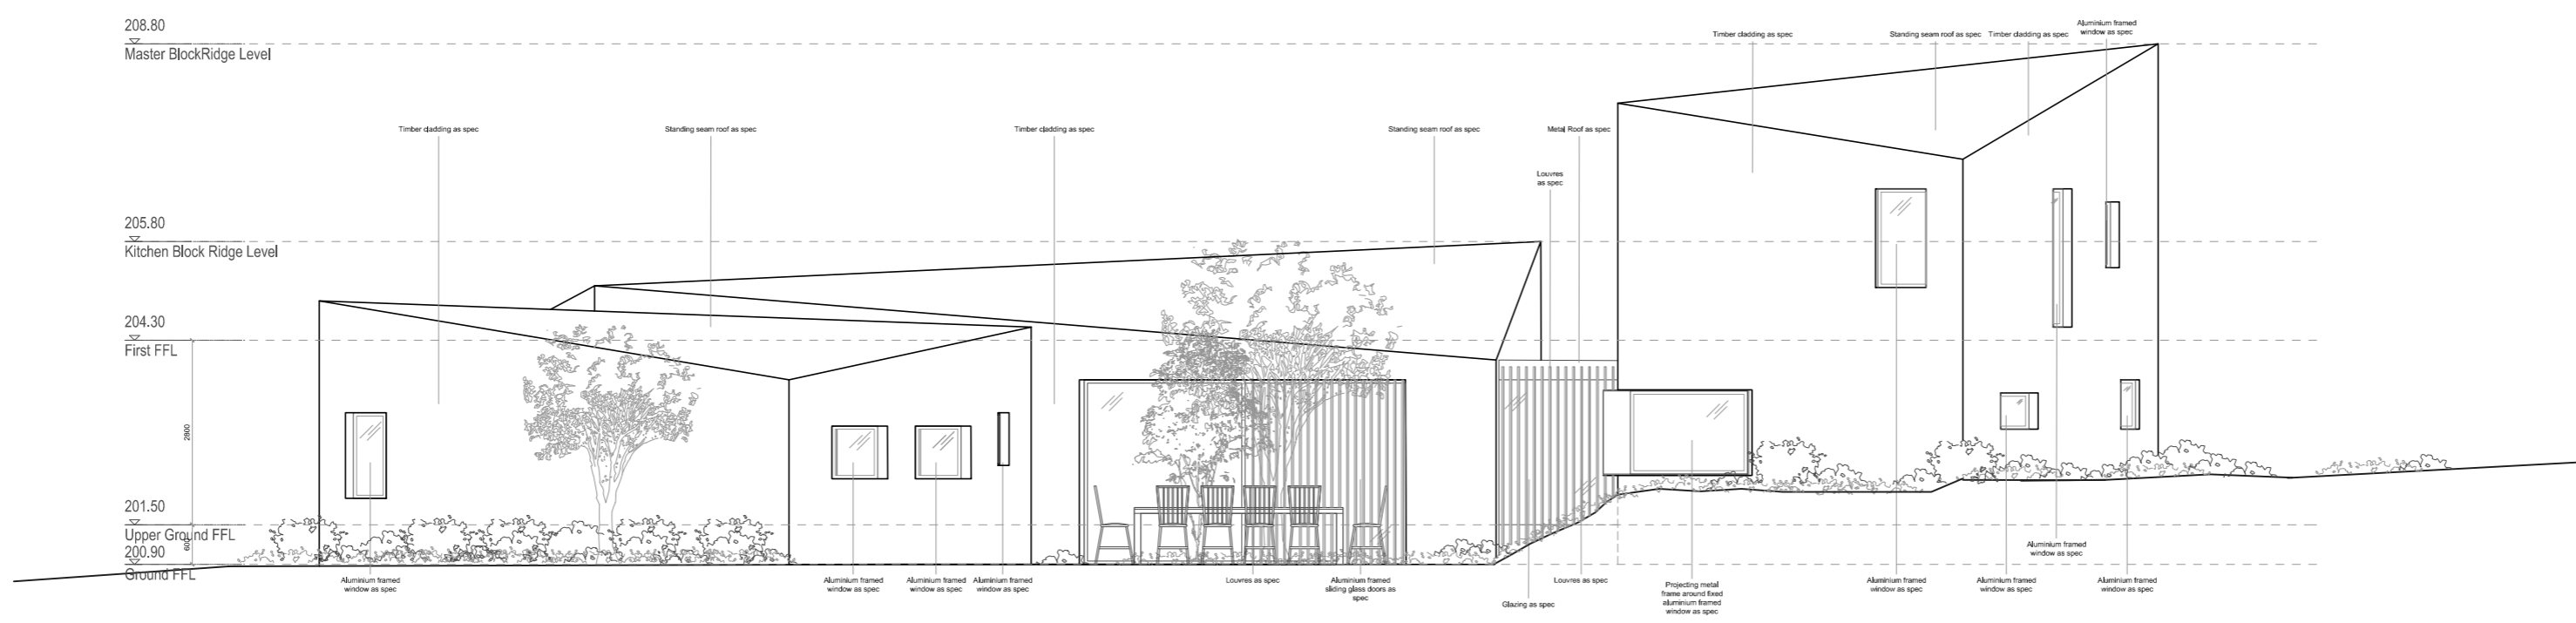 208.80
Master BlockRidge Level
Timber cladding as spec
Standing seam roof as spec
Timber cladding as spec
Aluminium framed
window as spec
Timber cladding as spec
Standing seam roof as spec
Timber cladding as spec
Standing seam roof as spec
Metal Roof as spec
Louvres
as spec
205.80
Kitchen Block Ridge Level
204.30
First FFL
2800
201.50
Upper Ground FFL
600
200.90
Ground FFL
Aluminium framed
window as spec
Aluminium framed
window as spec
Aluminium framed
window as spec
Aluminium framed
window as spec
Louvres as spec
Aluminium framed
sliding glass doors as
spec
Glazing as spec
Louvres as spec
Projecting metal
frame around fixed
aluminium framed
window as spec
Aluminium framed
window as spec
Aluminium framed
window as spec
Aluminium framed
window as spec
Aluminium framed
window as spec